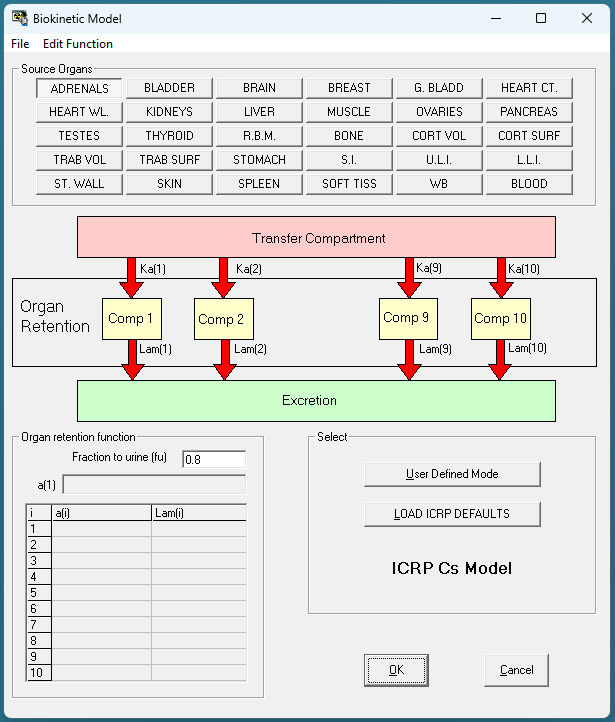 Biokinetic Model
File Edit Function
Source Organs
ADRENALS BLADDER BRAIN BREAST G. BLADD HEART CT.
HEART WL. KIDNEYS LIVER MUSCLE OVARIES PANCREAS
TESTES THYROID R.B.M. BONE CORT VOL CORT SURF
TRAB VOL TRAB SURF STOMACH S.I. U.L.I. L.L.I.
ST. WALL SKIN SPLEEN SOFT TISS WB BLOOD
Transfer Compartment
Ka(1) Ka(2) Ka(9) Ka(10)
Organ
Retention
Comp 1 Comp 2 Comp 9 Comp 10
Lam(1) Lam(2) Lam(9) Lam(10)
Excretion
Organ retention function
Fraction to urine (fu) 0.8
a(1)
i a(i) Lam(i)
1
2
3
4
5
6
7
8
9
10
Select
User Defined Mode
LOAD ICRP DEFAULTS
ICRP Cs Model
OK Cancel